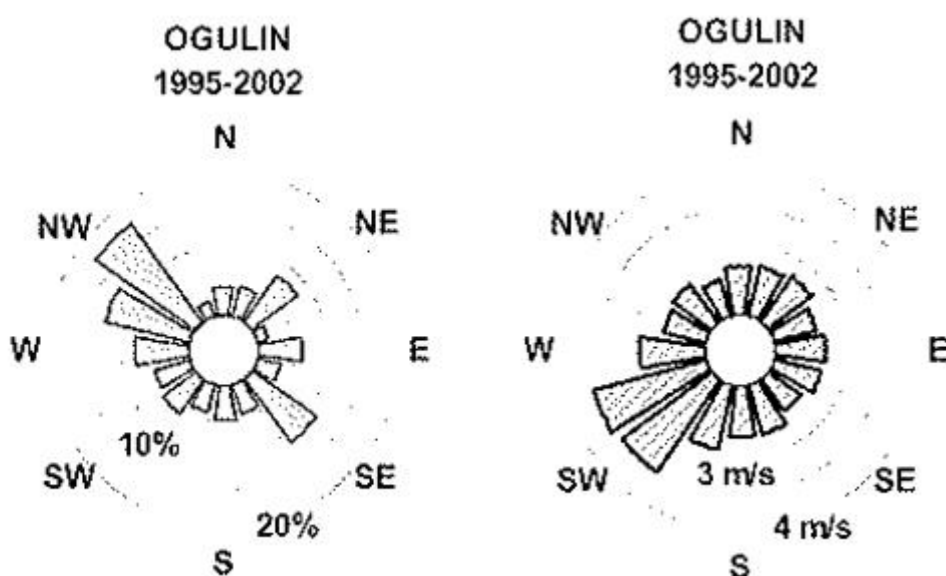 OGULIN
1995-2002
N
NW
NE
W
E
10%
SW
SE
20%
S
OGULIN
1995-2002
N
NW
NE
W
E
3 m/s
SW
SE
4 m/s
S